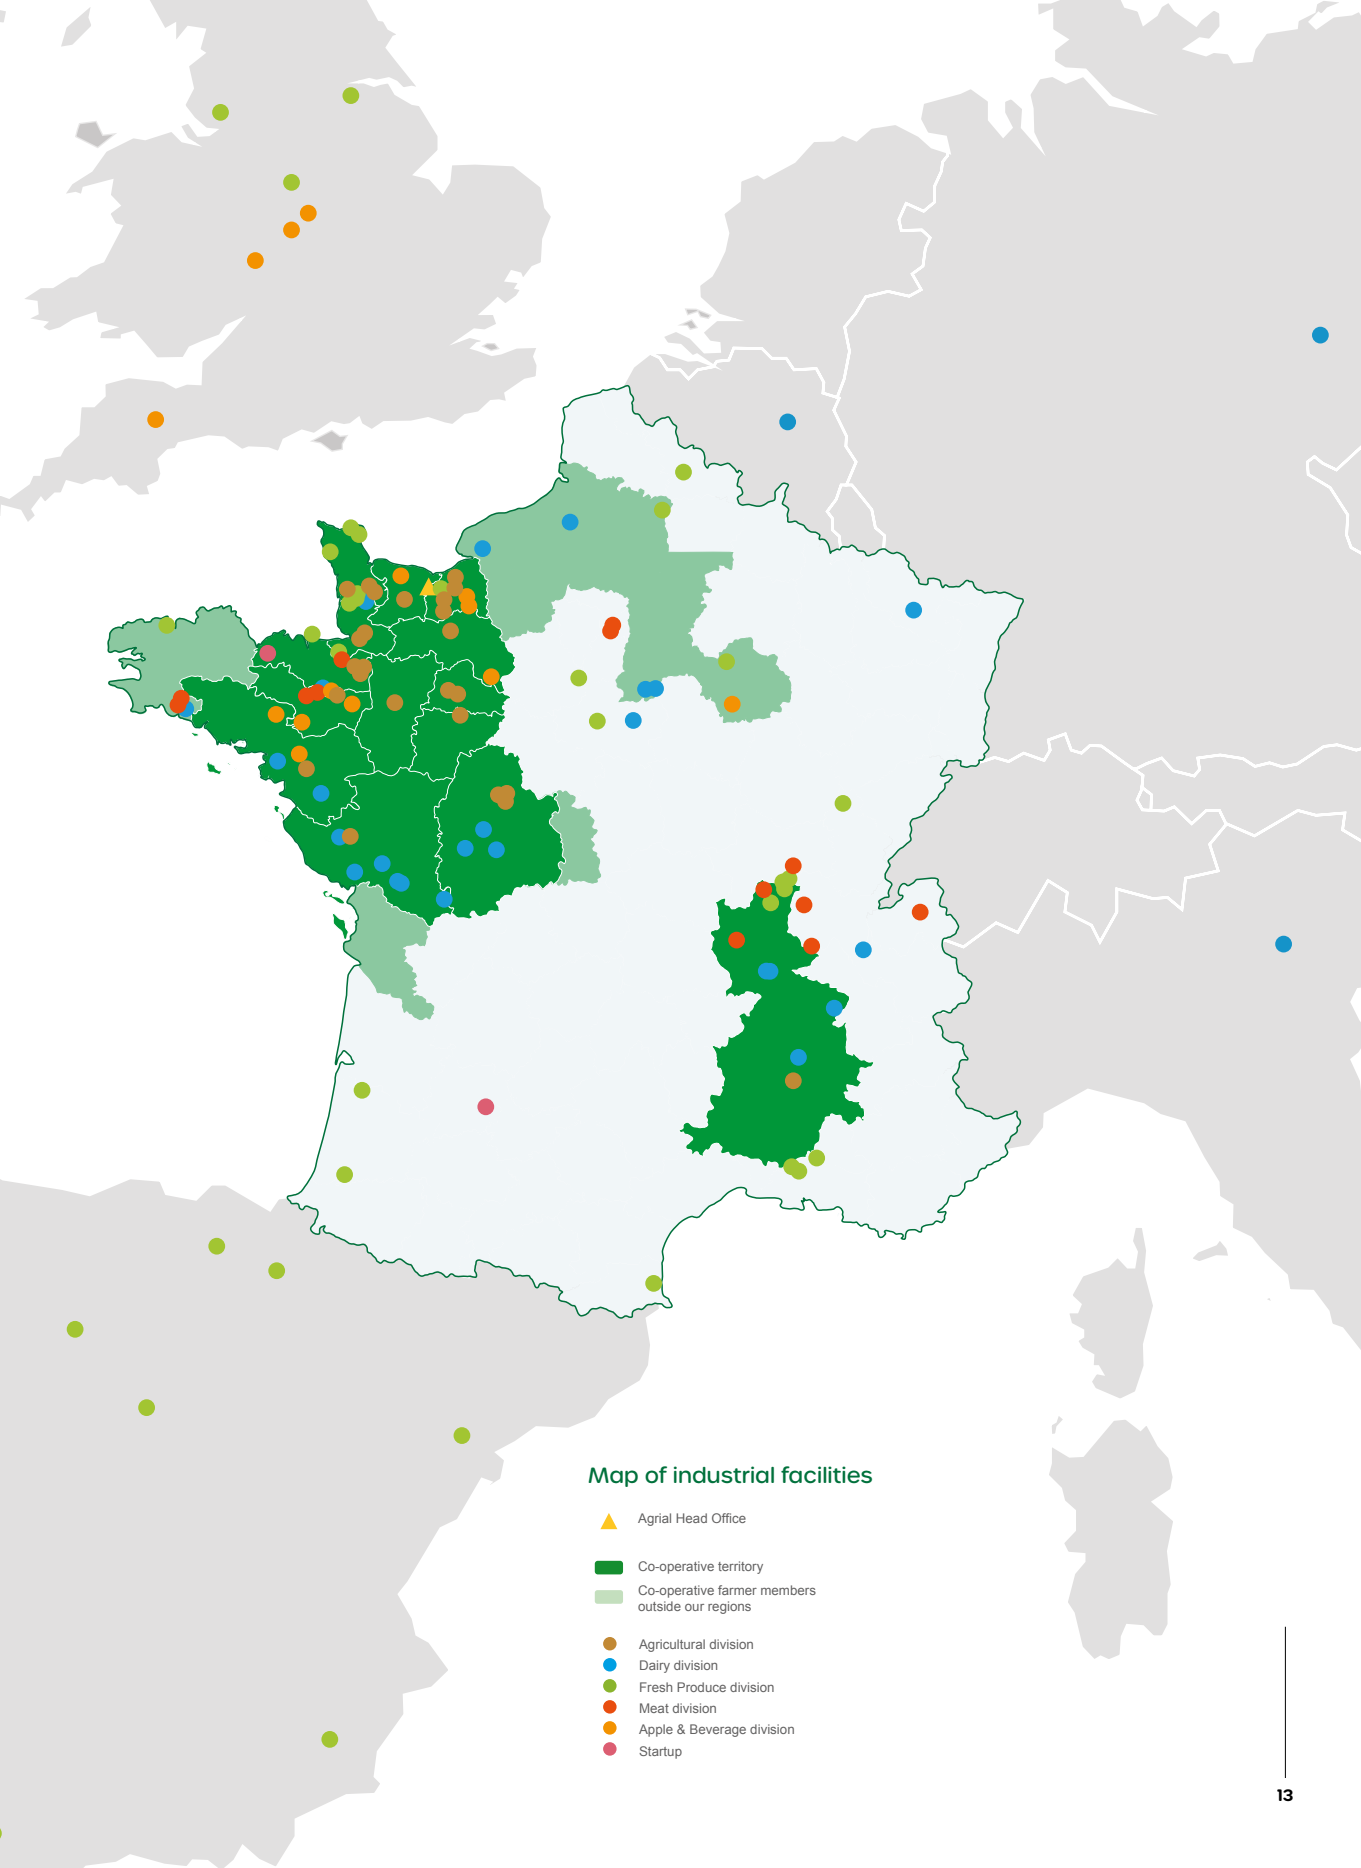 Map of industrial facilities
Agrial Head Office
Co-operative territory
Co-operative farmer members
outside our regions
Agricultural division
Dairy division
Fresh Produce division
Meat division
Apple & Beverage division
Startup
13